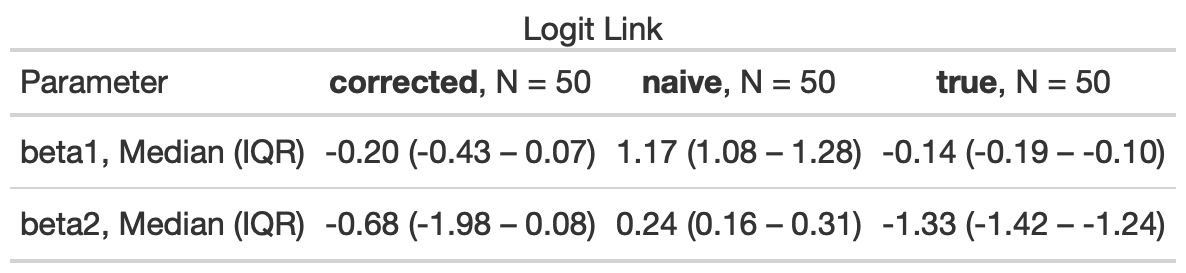 Logit Link
Parameter corrected, N = 50 naive, N = 50 true, N = 50
beta1, Median (IQR) -0.20 (-0.43 – 0.07) 1.17 (1.08 – 1.28) -0.14 (-0.19 – -0.10)
beta2, Median (IQR) -0.68 (-1.98 – 0.08) 0.24 (0.16 – 0.31) -1.33 (-1.42 – -1.24)